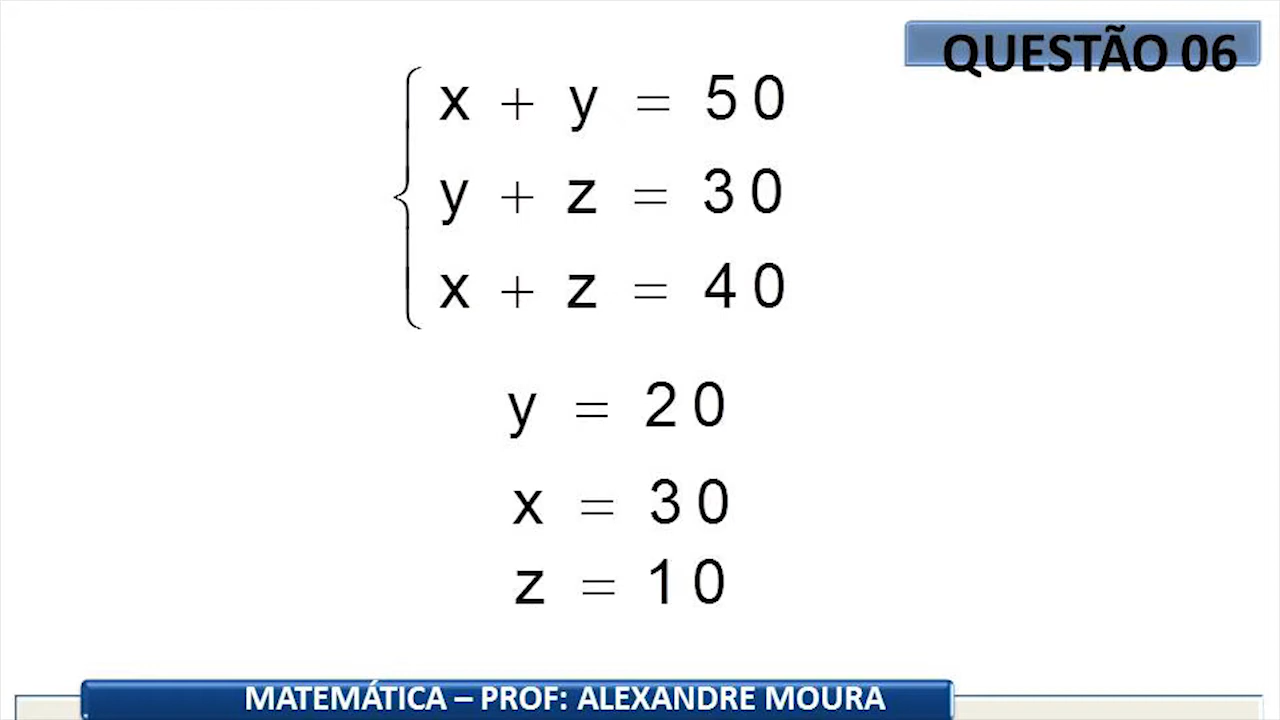 QUESTÃO 06
x + y = 50
y + z = 30
x + z = 40
y = 20
x = 30
z = 10
MATEMÁTICA – PROF: ALEXANDRE MOURA